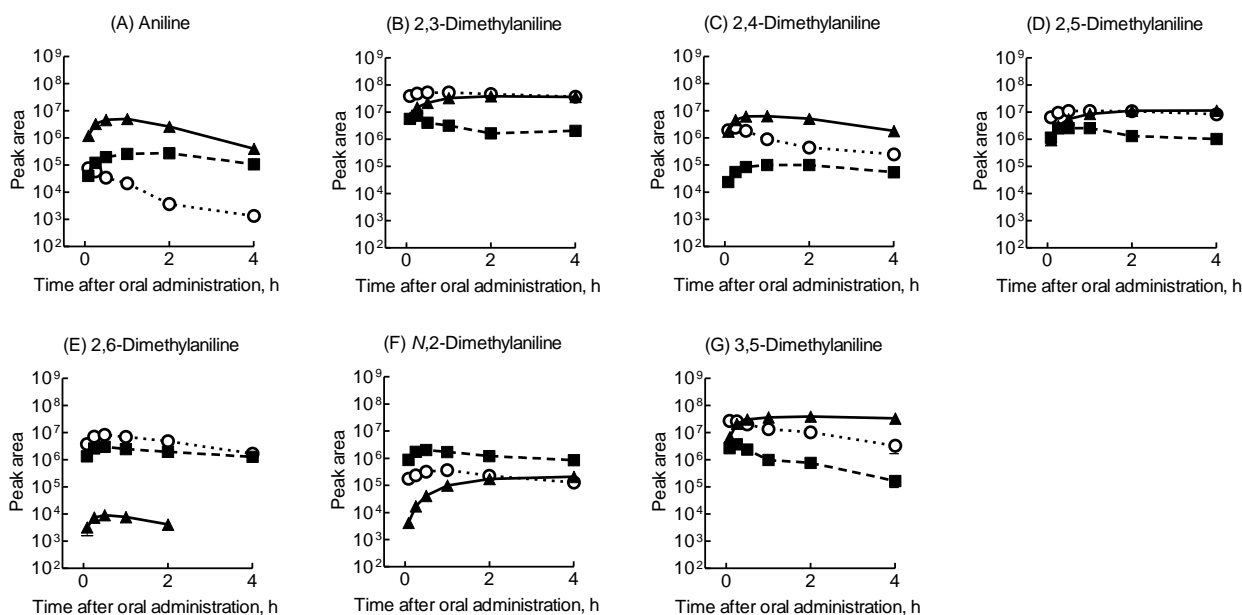 (A) Aniline
(B) 2,3-Dimethylaniline
(C) 2,4-Dimethylaniline
(D) 2,5-Dimethylaniline
Peak area
10⁹
10⁸
10⁷
10⁶
10⁵
10⁴
10³
10²
0 2 4
Time after oral administration, h
Peak area
10⁹
10⁸
10⁷
10⁶
10⁵
10⁴
10³
10²
0 2 4
Time after oral administration, h
Peak area
10⁹
10⁸
10⁷
10⁶
10⁵
10⁴
10³
10²
0 2 4
Time after oral administration, h
Peak area
10⁹
10⁸
10⁷
10⁶
10⁵
10⁴
10³
10²
0 2 4
Time after oral administration, h
(E) 2,6-Dimethylaniline
(F) N,2-Dimethylaniline
(G) 3,5-Dimethylaniline
Peak area
10⁹
10⁸
10⁷
10⁶
10⁵
10⁴
10³
10²
0 2 4
Time after oral administration, h
Peak area
10⁹
10⁸
10⁷
10⁶
10⁵
10⁴
10³
10²
0 2 4
Time after oral administration, h
Peak area
10⁹
10⁸
10⁷
10⁶
10⁵
10⁴
10³
10²
0 2 4
Time after oral administration, h